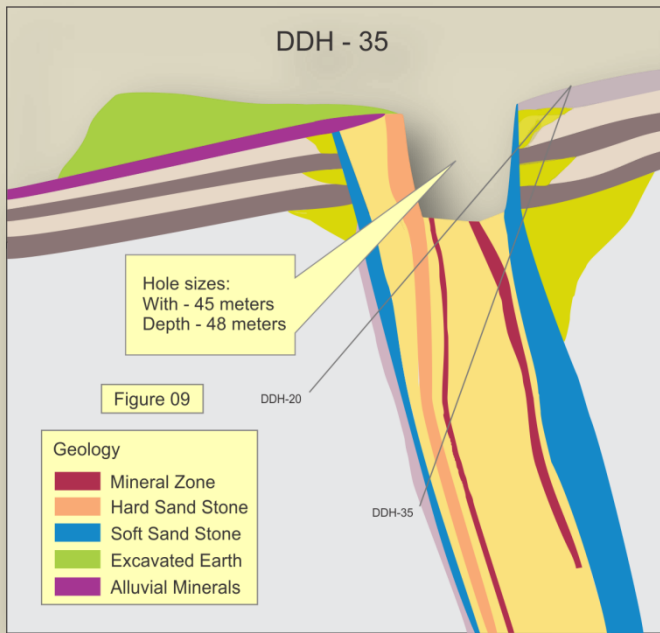 DDH - 35
Hole sizes:
With - 45 meters
Depth - 48 meters
Figure 09
DDH-20
DDH-35
Geology
Mineral Zone
Hard Sand Stone
Soft Sand Stone
Excavated Earth
Alluvial Minerals